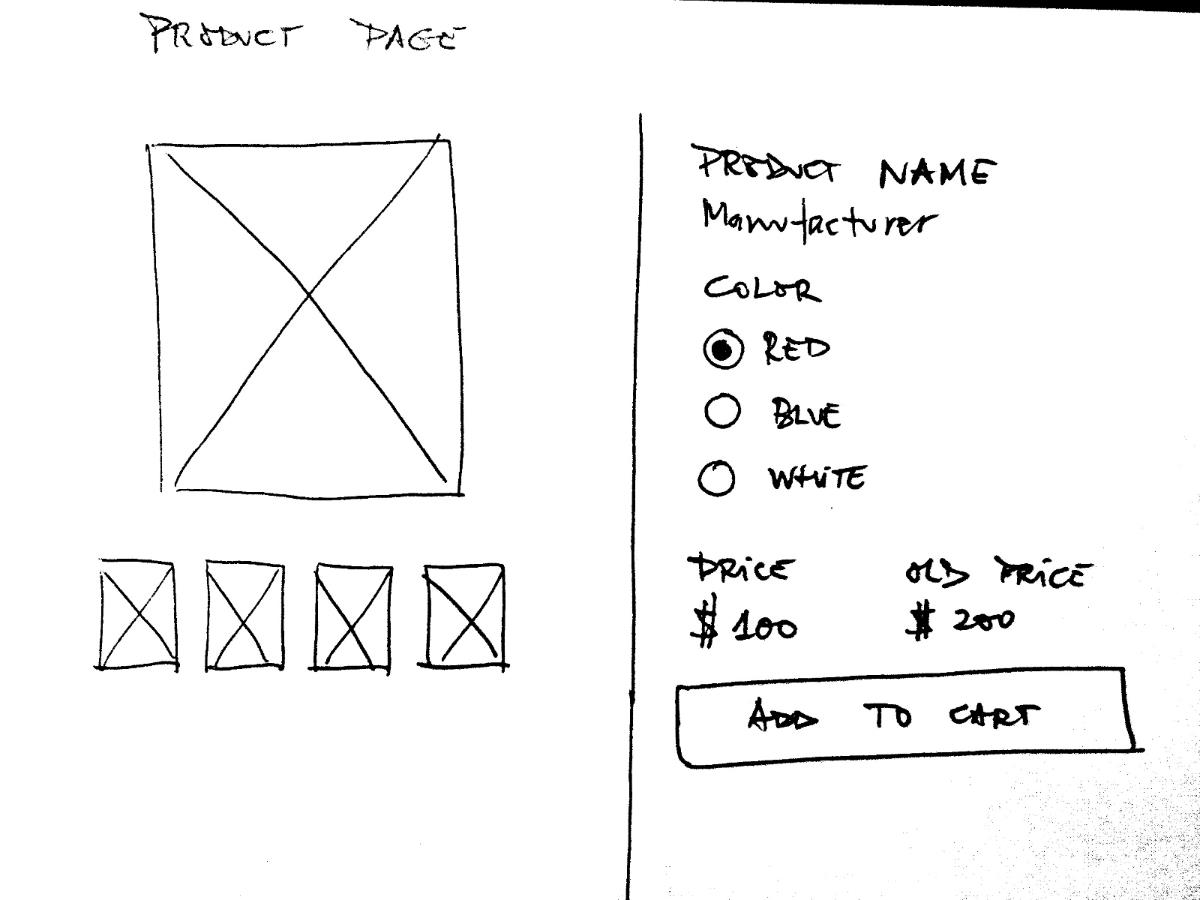 PRODUCT PAGE
PRODUCT NAME
Manufacturer
COLOR
RED
BLUE
WHITE
PRICE OLD PRICE
$100 $200
ADD TO CART